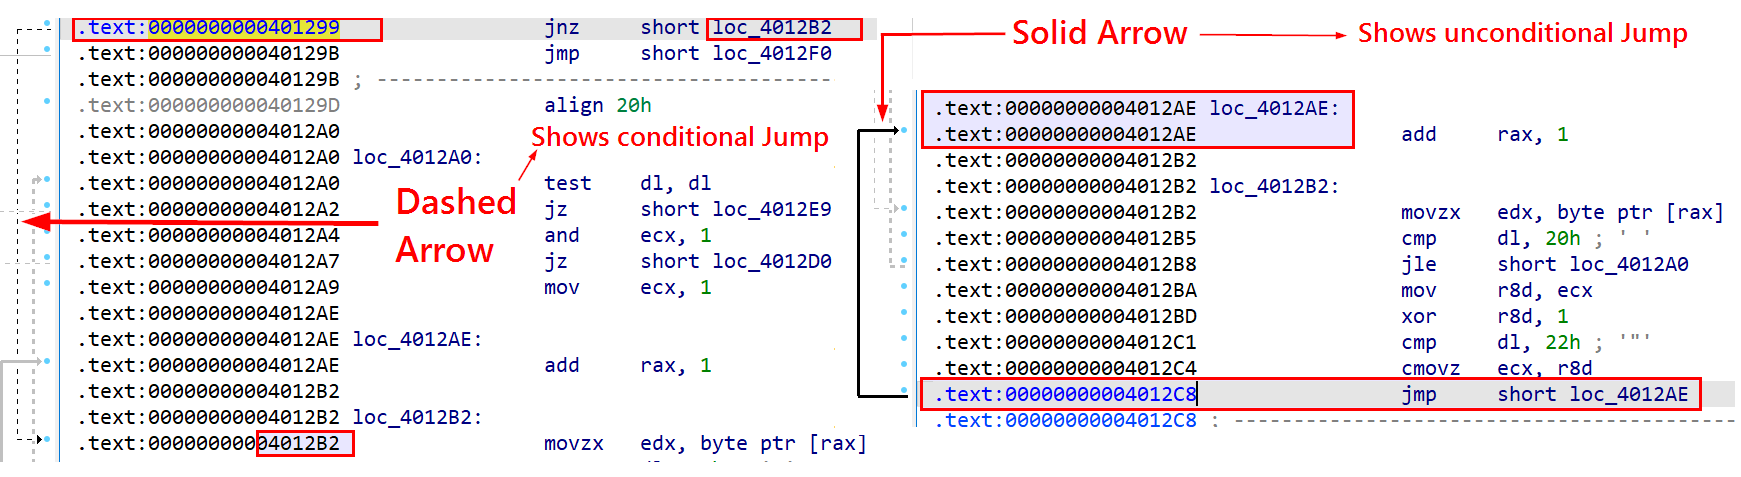 .text:0000000000401299 jnz short loc_4012B2
.text:000000000040129B jmp short loc_4012F0
.text:000000000040129B ; --------------------------------------
.text:000000000040129D align 20h
.text:00000000004012A0
.text:00000000004012A0 loc_4012A0:
.text:00000000004012A0 test dl, dl
.text:00000000004012A2 jz short loc_4012E9
.text:00000000004012A4 and ecx, 1
.text:00000000004012A7 jz short loc_4012D0
.text:00000000004012A9 mov ecx, 1
.text:00000000004012AE
.text:00000000004012AE loc_4012AE:
.text:00000000004012AE add rax, 1
.text:00000000004012B2
.text:00000000004012B2 loc_4012B2:
.text:00000000004012B2 movzx edx, byte ptr [rax]
Shows conditional Jump
Dashed
Arrow
Solid Arrow
Shows unconditional Jump
.text:00000000004012AE loc_4012AE:
.text:00000000004012AE add rax, 1
.text:00000000004012B2
.text:00000000004012B2 loc_4012B2:
.text:00000000004012B2 movzx edx, byte ptr [rax]
.text:00000000004012B5 cmp dl, 20h ; ' '
.text:00000000004012B8 jle short loc_4012A0
.text:00000000004012BA mov r8d, ecx
.text:00000000004012BD xor r8d, 1
.text:00000000004012C1 cmp dl, 22h ; '"'
.text:00000000004012C4 cmovz ecx, r8d
.text:00000000004012C8 jmp short loc_4012AE
.text:00000000004012C8 ; ------------------------------------------